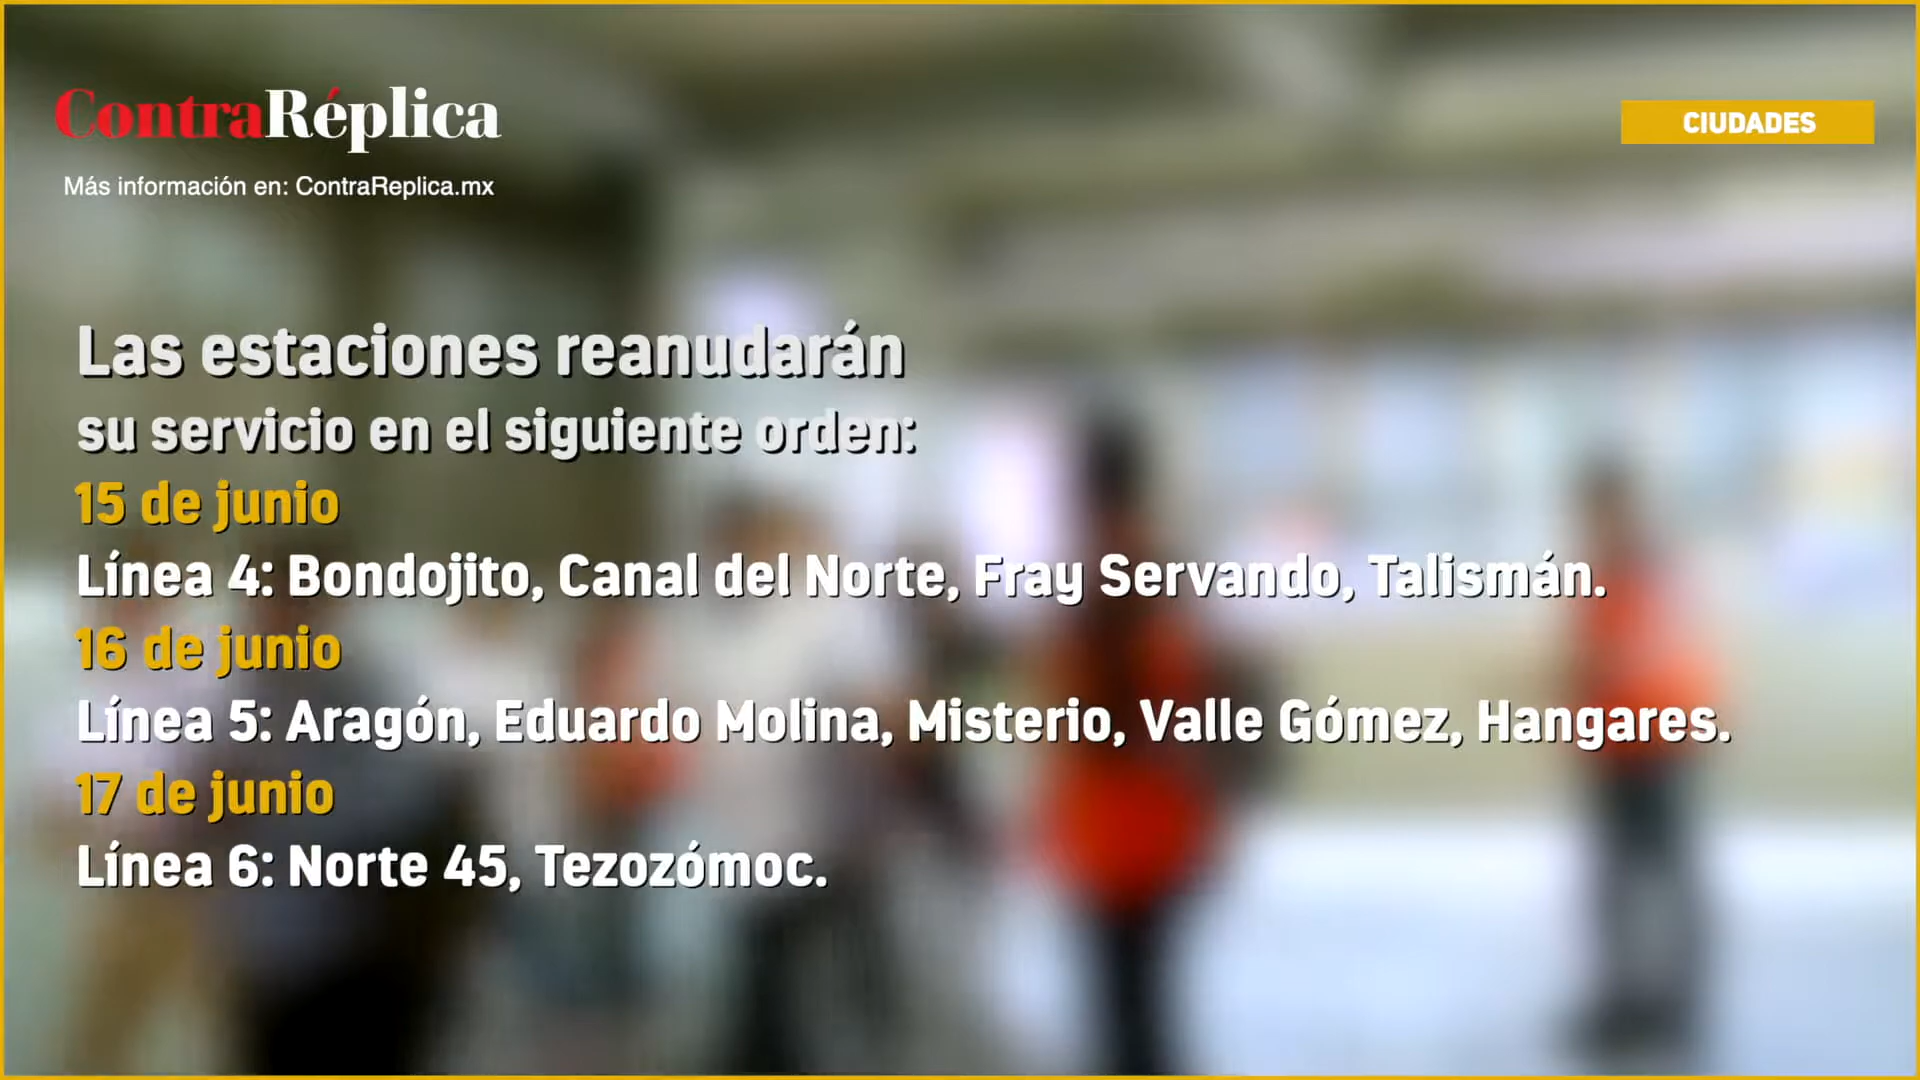 ContraRéplica
CIUDADES
Más información en: ContraReplica.mx
Las estaciones reanudarán
su servicio en el siguiente orden:
15 de junio
Línea 4: Bondojito, Canal del Norte, Fray Servando, Talismán.
16 de junio
Línea 5: Aragón, Eduardo Molina, Misterio, Valle Gómez, Hangares.
17 de junio
Línea 6: Norte 45, Tezozómoc.